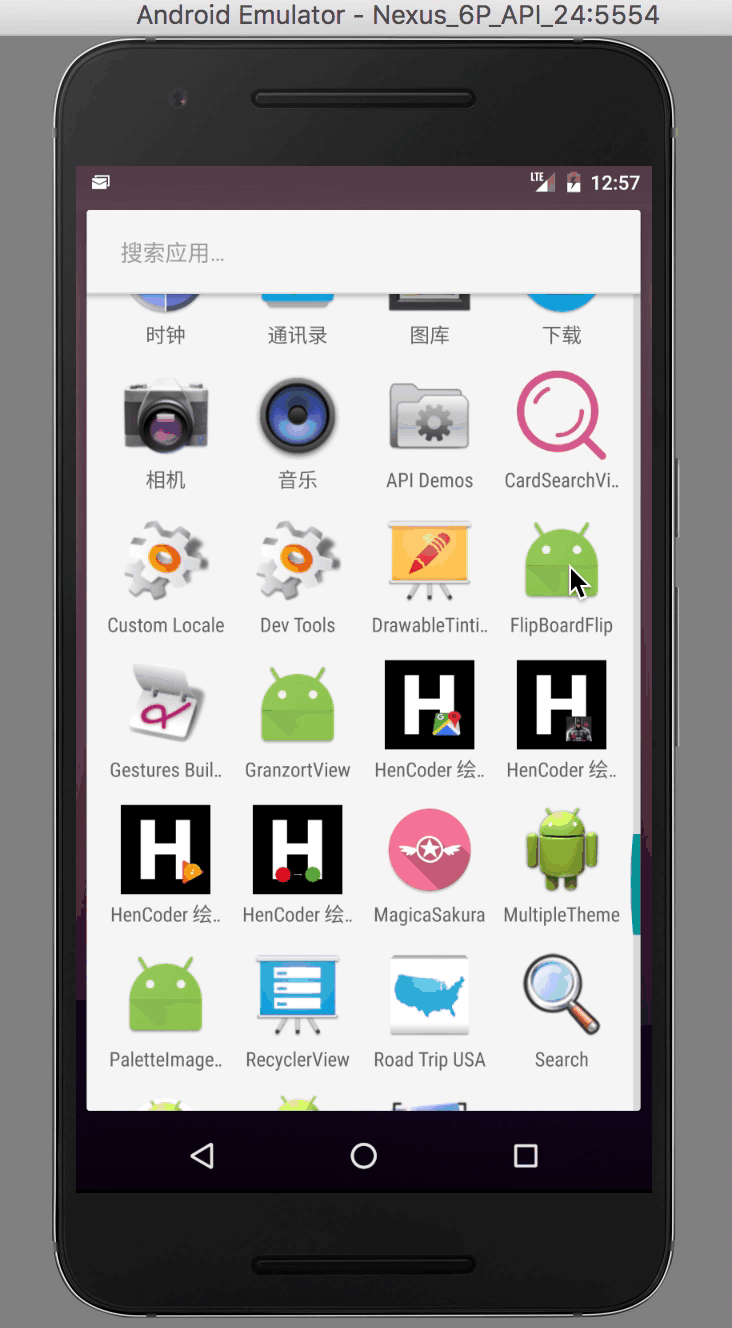 Android Emulator - Nexus_6P_API_24:5554
LTE 12:57
搜索应用...
时钟 通讯录 图库 下载
相机 音乐 API Demos CardSearchVi..
Custom Locale Dev Tools DrawableTinti.. FlipBoardFlip
Gestures Buil.. GranzortView HenCoder 绘.. HenCoder 绘..
HenCoder 绘.. HenCoder 绘.. MagicaSakura MultipleTheme
PaletteImage.. RecyclerView Road Trip USA Search